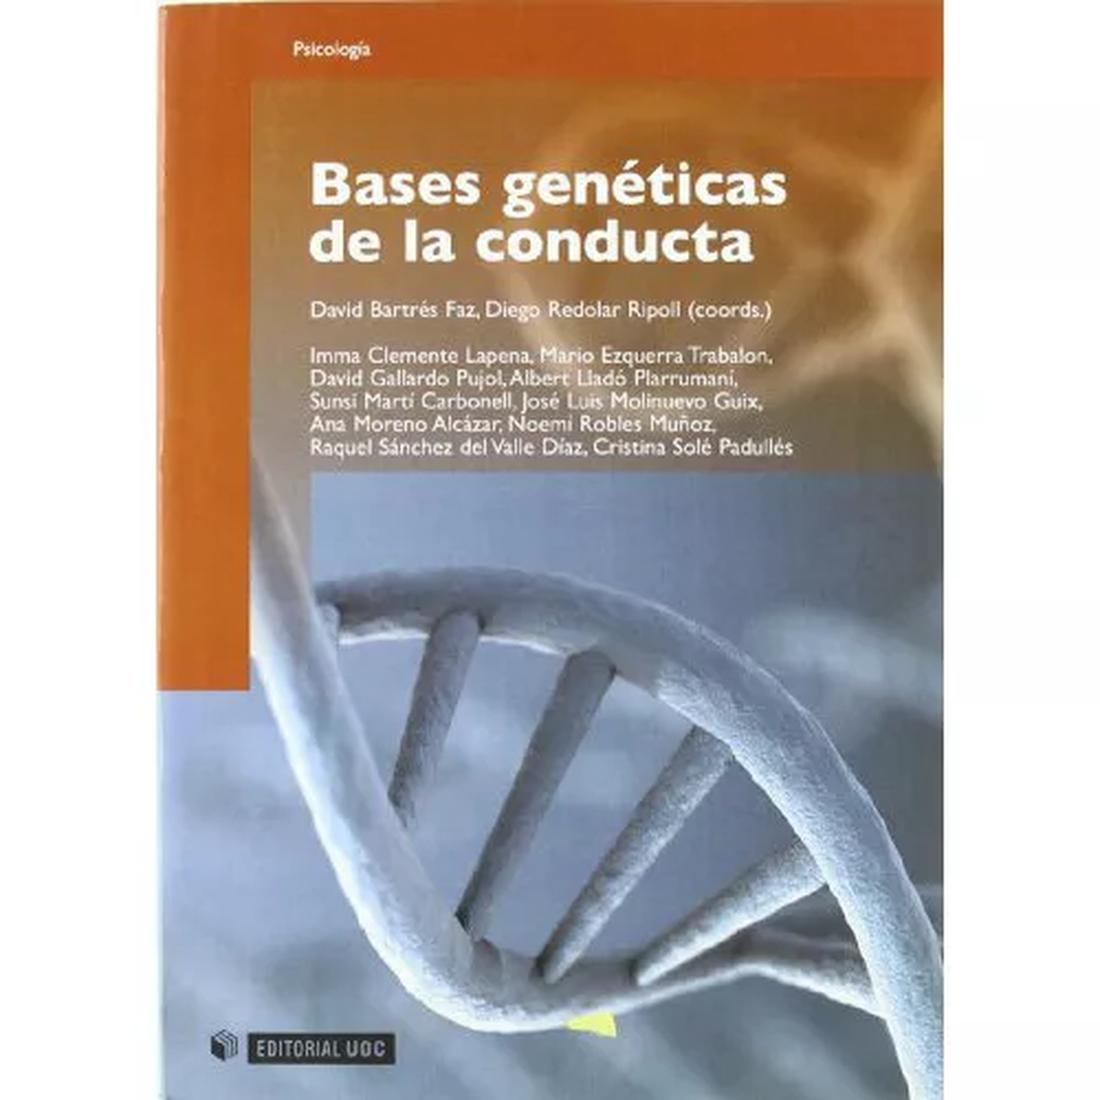 Psicología
Bases genéticas
de la conducta
David Bartrés Faz, Diego Redolar Ripoll (coords.)
Imma Clemente Lapena, Mario Ezquerra Trabalon,
David Gallardo Pujol, Albert Lladó Plarrumaní,
Sunsi Martí Carbonell, José Luis Molinuevo Guix,
Ana Moreno Alcázar, Noemí Robles Muñoz,
Raquel Sánchez del Valle Díaz, Cristina Solé Padullés
EDITORIAL UOC